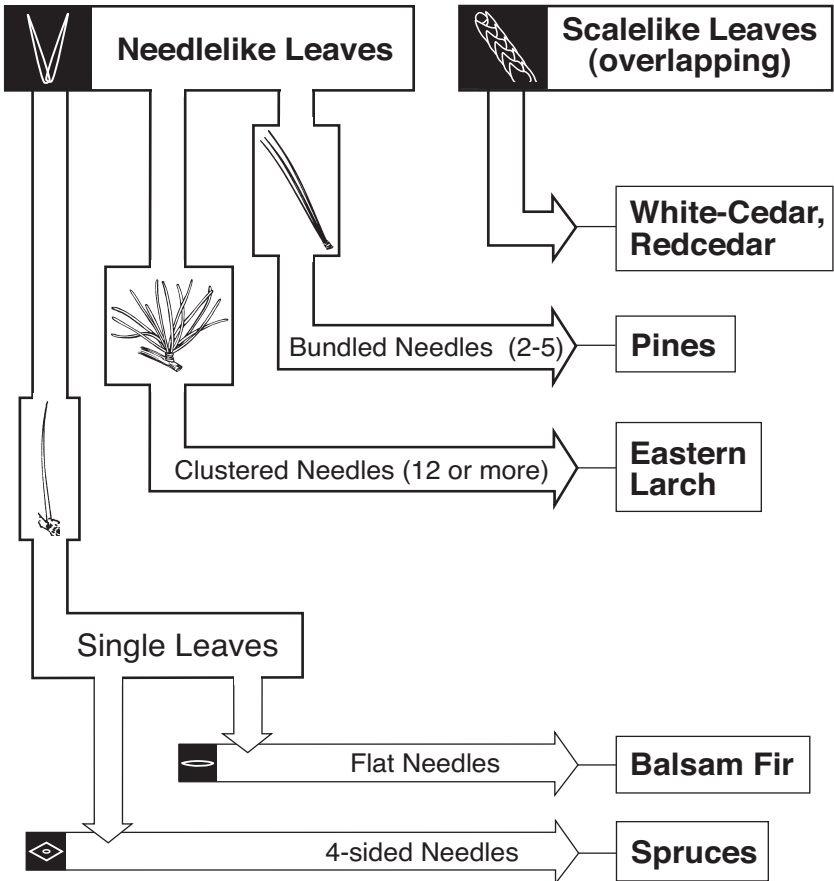 Needlelike Leaves
Scalelike Leaves
(overlapping)
White-Cedar,
Redcedar
Bundled Needles (2-5)
Pines
Clustered Needles (12 or more)
Eastern
Larch
Single Leaves
Flat Needles
Balsam Fir
4-sided Needles
Spruces